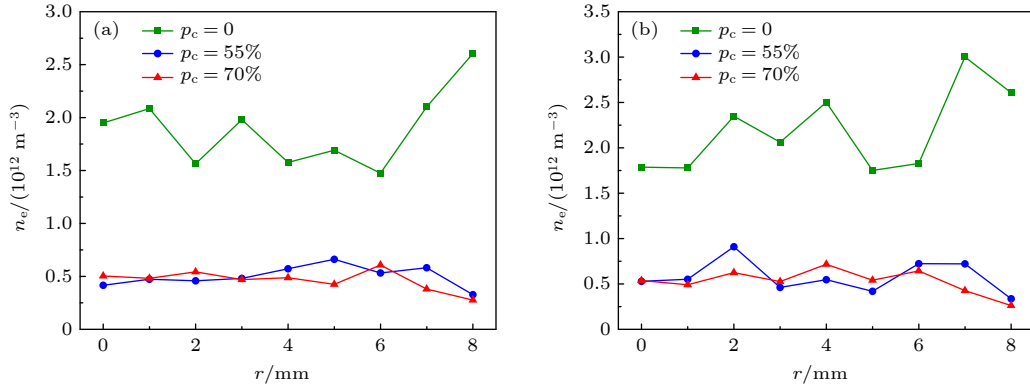 (a)
p_c = 0
p_c = 55%
p_c = 70%
3.0
2.5
2.0
1.5
1.0
0.5
0
n_e/(10^12 m^−3)
0 2 4 6 8
r/mm
(b)
p_c = 0
p_c = 55%
p_c = 70%
3.5
3.0
2.5
2.0
1.5
1.0
0.5
0
n_e/(10^12 m^−3)
0 2 4 6 8
r/mm